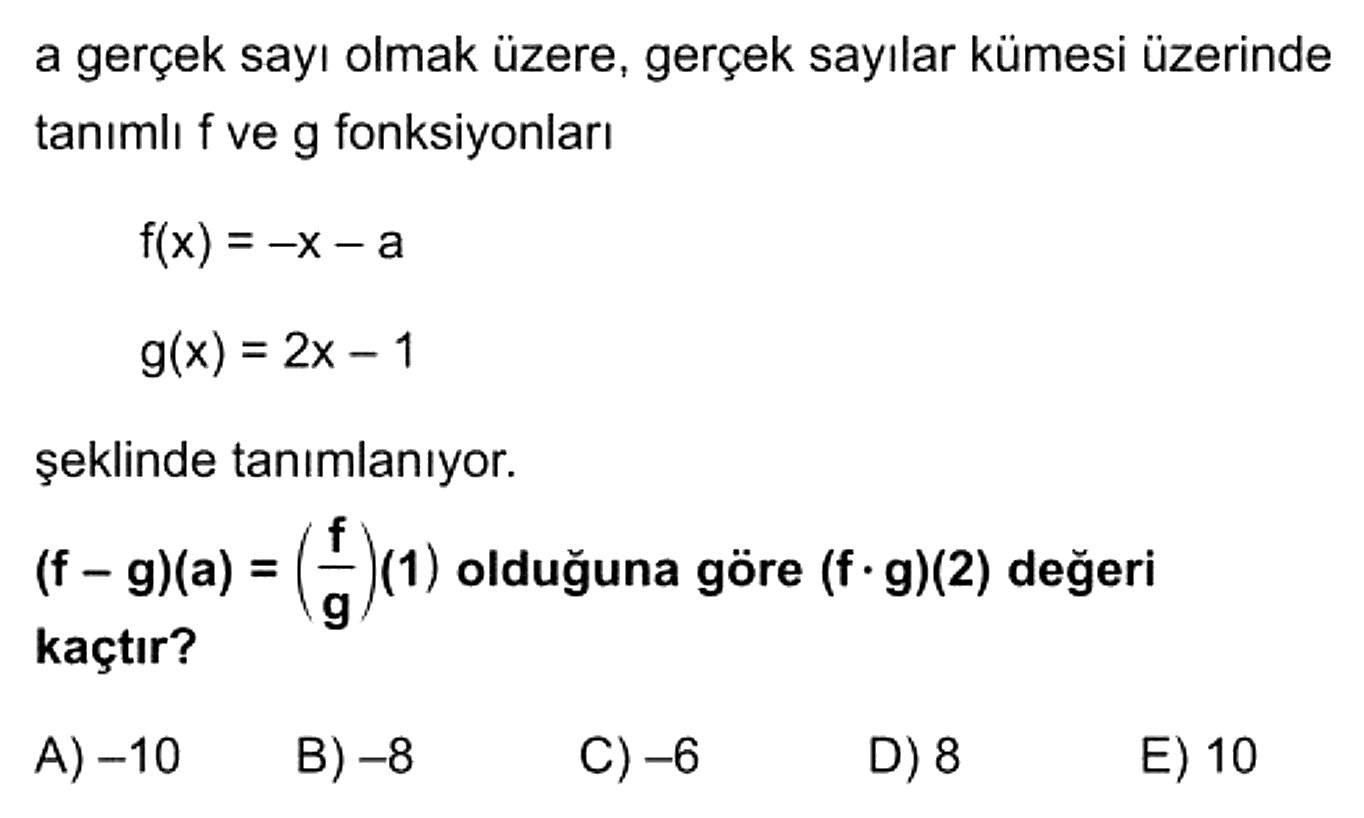 a gerçek sayı olmak üzere, gerçek sayılar kümesi üzerinde
tanımlı f ve g fonksiyonları
f(x) = –x – a
g(x) = 2x – 1
şeklinde tanımlanıyor.
(f – g)(a) = (f/g)(1) olduğuna göre (f · g)(2) değeri
kaçtır?
A) –10 B) –8 C) –6 D) 8 E) 10